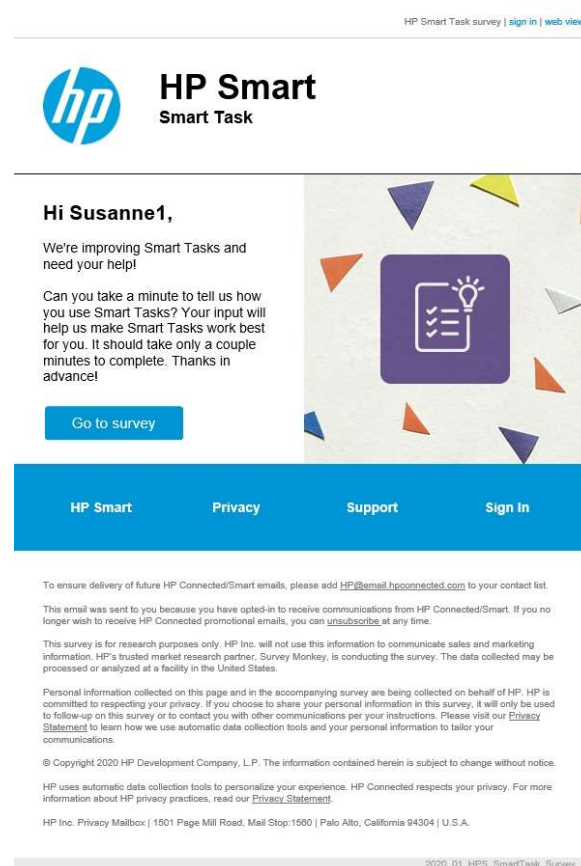 HP Smart Task survey | sign in | web view
hp
HP Smart
Smart Task
Hi Susanne1,
We're improving Smart Tasks and
need your help!
Can you take a minute to tell us how
you use Smart Tasks? Your input will
help us make Smart Tasks work best
for you. It should take only a couple
minutes to complete. Thanks in
advance!
Go to survey
HP Smart Privacy Support Sign In
To ensure delivery of future HP Connected/Smart emails, please add HP@email.hpconnected.com to your contact list.
This email was sent to you because you have opted-in to receive communications from HP Connected/Smart. If you no
longer wish to receive HP Connected promotional emails, you can unsubscribe at any time.
This survey is for research purposes only. HP Inc. will not use this information to communicate sales and marketing
information. HP's trusted market research partner, Survey Monkey, is conducting the survey. The data collected may be
processed or analyzed at a facility in the United States.
Personal information collected on this page and in the accompanying survey are being collected on behalf of HP. HP is
committed to respecting your privacy. If you choose to share your personal information in this survey, it will only be used
to follow-up on this survey or to contact you with other communications per your instructions. Please visit our Privacy
Statement to learn how we use automatic data collection tools and your personal information to tailor your
communications.
© Copyright 2020 HP Development Company, L.P. The information contained herein is subject to change without notice.
HP uses automatic data collection tools to personalize your experience. HP Connected respects your privacy. For more
information about HP privacy practices, read our Privacy Statement.
HP Inc. Privacy Mailbox | 1501 Page Mill Road, Mail Stop:1560 | Palo Alto, California 94304 | U.S.A.
2020_01_HPS_SmartTask_Survey